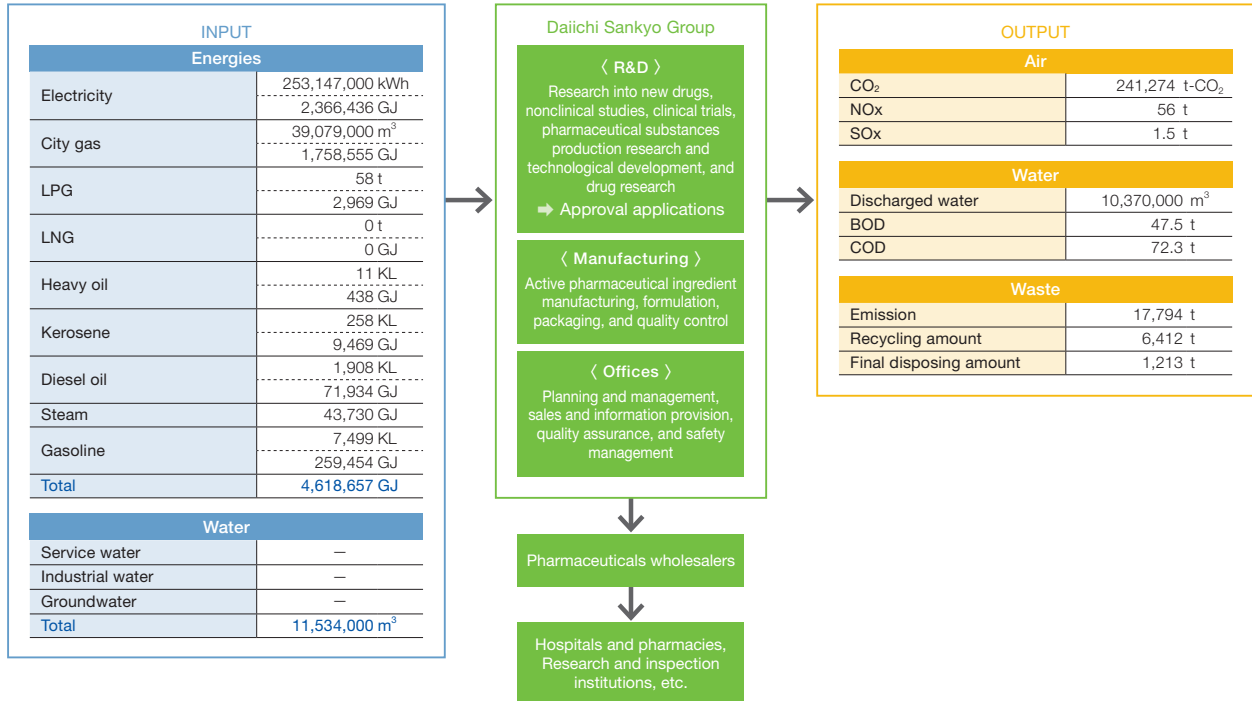 INPUT
Energies
Electricity
253,147,000 kWh
2,366,436 GJ
City gas
39,079,000 m³
1,758,555 GJ
LPG
58 t
2,969 GJ
LNG
0 t
0 GJ
Heavy oil
11 KL
438 GJ
Kerosene
258 KL
9,469 GJ
Diesel oil
1,908 KL
71,934 GJ
Steam
43,730 GJ
Gasoline
7,499 KL
259,454 GJ
Total
4,618,657 GJ
Water
Service water
—
Industrial water
—
Groundwater
—
Total
11,534,000 m³
Daiichi Sankyo Group
〈 R&D 〉
Research into new drugs,
nonclinical studies, clinical trials,
pharmaceutical substances
production research and
technological development, and
drug research
➡ Approval applications
〈 Manufacturing 〉
Active pharmaceutical ingredient
manufacturing, formulation,
packaging, and quality control
〈 Offices 〉
Planning and management,
sales and information provision,
quality assurance, and safety
management
Pharmaceuticals wholesalers
Hospitals and pharmacies,
Research and inspection
institutions, etc.
OUTPUT
Air
CO₂
241,274 t-CO₂
NOx
56 t
SOx
1.5 t
Water
Discharged water
10,370,000 m³
BOD
47.5 t
COD
72.3 t
Waste
Emission
17,794 t
Recycling amount
6,412 t
Final disposing amount
1,213 t